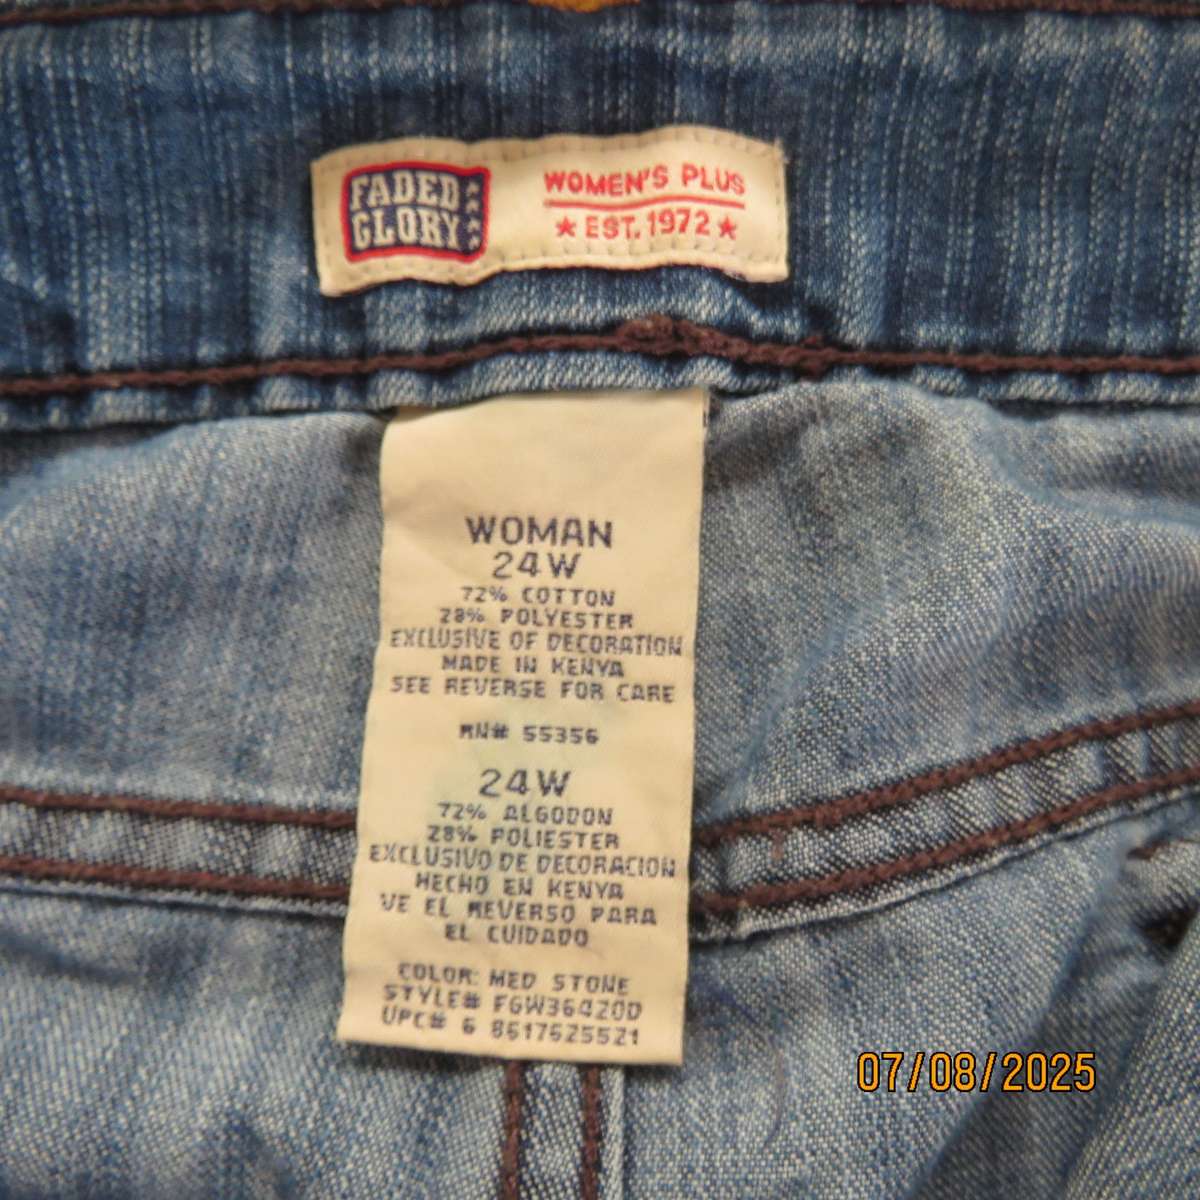 FADED
GLORY
WOMEN'S PLUS
★ EST. 1972 ★
WOMAN
24W
72% COTTON
28% POLYESTER
EXCLUSIVE OF DECORATION
MADE IN KENYA
SEE REVERSE FOR CARE
RN# 55356
24W
72% ALGODON
28% POLIESTER
EXCLUSIVO DE DECORACION
HECHO EN KENYA
VE EL REVERSO PARA
EL CUIDADO
COLOR: MED STONE
STYLE# FGW36420D
UPC# 6 8617625521
07/08/2025